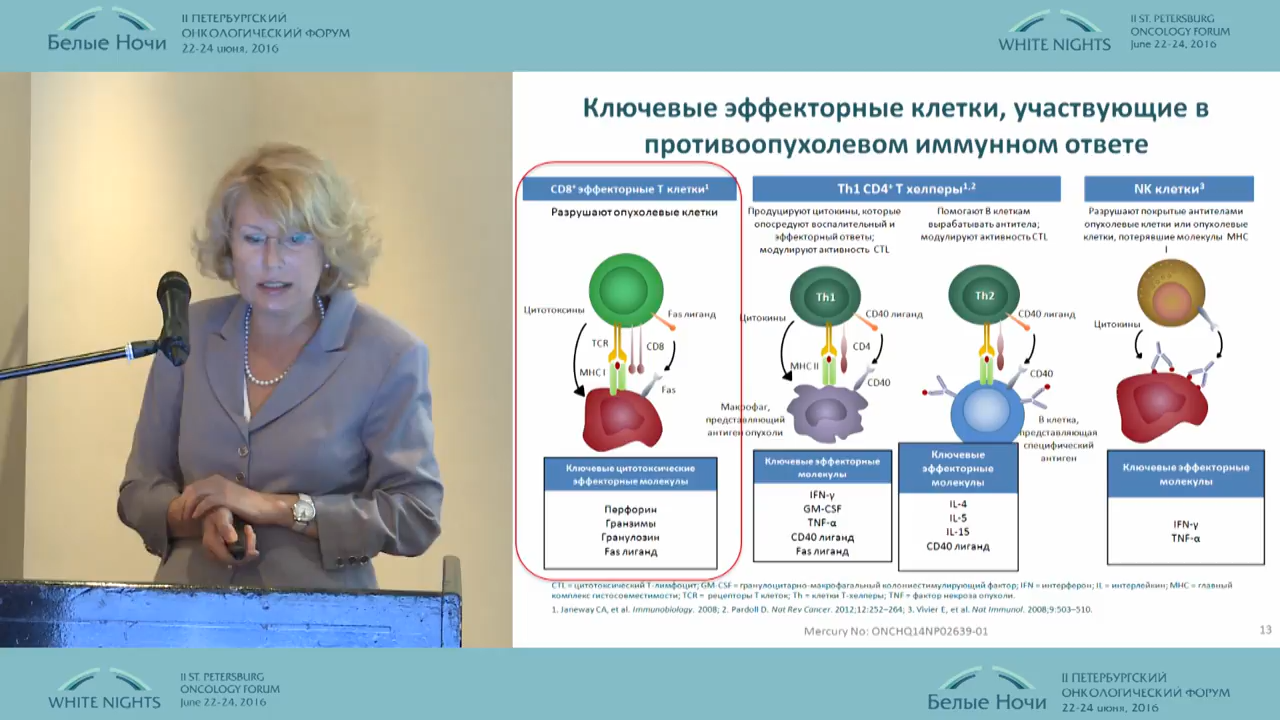 II ПЕТЕРБУРГСКИЙ
ОНКОЛОГИЧЕСКИЙ ФОРУМ
22-24 июня, 2016
Белые Ночи
II ST. PETERSBURG
ONCOLOGY FORUM
June 22-24, 2016
WHITE NIGHTS
Ключевые эффекторные клетки, участвующие в
противоопухолевом иммунном ответе
CD8⁺ эффекторные Т клетки¹
Разрушают опухолевые клетки
Цитотоксины
Fas лиганд
TCR
CD8
MHC I
Fas
Ключевые цитотоксические
эффекторные молекулы
Перфорин
Гранзимы
Гранулозин
Fas лиганд
Th1 CD4⁺ Т хелперы¹,²
Продуцируют цитокины, которые
опосредуют воспалительный и
эффекторный ответы;
модулируют активность CTL
Th1
Цитокины
CD40 лиганд
CD4
MHC II
CD40
Макрофаг,
представляющий
антиген опухоли
Ключевые эффекторные
молекулы
IFN-γ
GM-CSF
TNF-α
CD40 лиганд
Fas лиганд
Помогают В клеткам
вырабатывать антитела;
модулируют активность CTL
Th2
CD40 лиганд
CD40
В клетка,
представляющая
специфический
антиген
Ключевые
эффекторные
молекулы
IL-4
IL-5
IL-15
CD40 лиганд
NK клетки³
Разрушают покрытые антителами
опухолевые клетки или опухолевые
клетки, потерявшие молекулы MHC
I
Цитокины
Ключевые эффекторные
молекулы
IFN-γ
TNF-α
CTL = цитотоксический Т-лимфоцит; GM-CSF = гранулоцитарно-макрофагальный колониестимулирующий фактор; IFN = интерферон; IL = интерлейкин; MHC = главный
комплекс гистосовместимости; TCR = рецепторы Т клеток; Th = клетки Т-хелперы; TNF = фактор некроза опухоли.
1. Janeway CA, et al. Immunobiology. 2008; 2. Pardoll D. Nat Rev Cancer. 2012;12:252–264; 3. Vivier E, et al. Nat Immunol. 2008;9:503–510.
Mercury No: ONCHQ14NP02639-01
13
II ST. PETERSBURG
ONCOLOGY FORUM
June 22-24, 2016
WHITE NIGHTS
II ПЕТЕРБУРГСКИЙ
ОНКОЛОГИЧЕСКИЙ ФОРУМ
22-24 июня, 2016
Белые Ночи